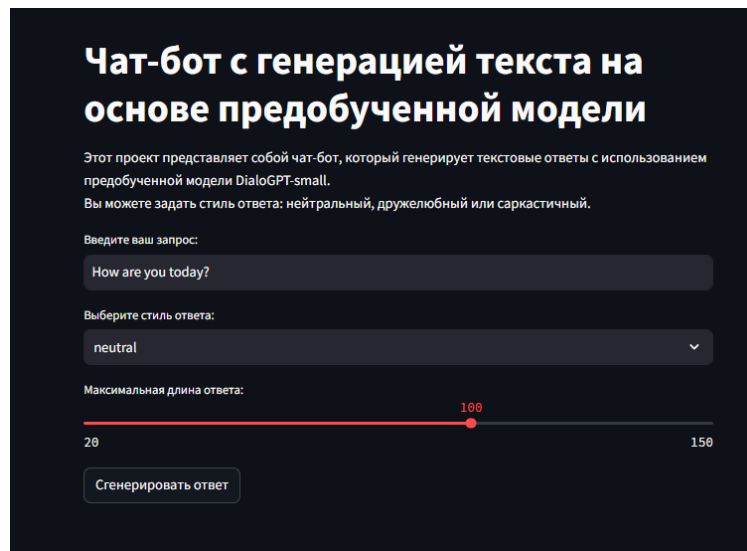 Чат-бот с генерацией текста на
основе предобученной модели
Этот проект представляет собой чат-бот, который генерирует текстовые ответы с использованием
предобученной модели DialoGPT-small.
Вы можете задать стиль ответа: нейтральный, дружелюбный или саркастичный.
Введите ваш запрос:
How are you today?
Выберите стиль ответа:
neutral
Максимальная длина ответа:
100
20 150
Сгенерировать ответ